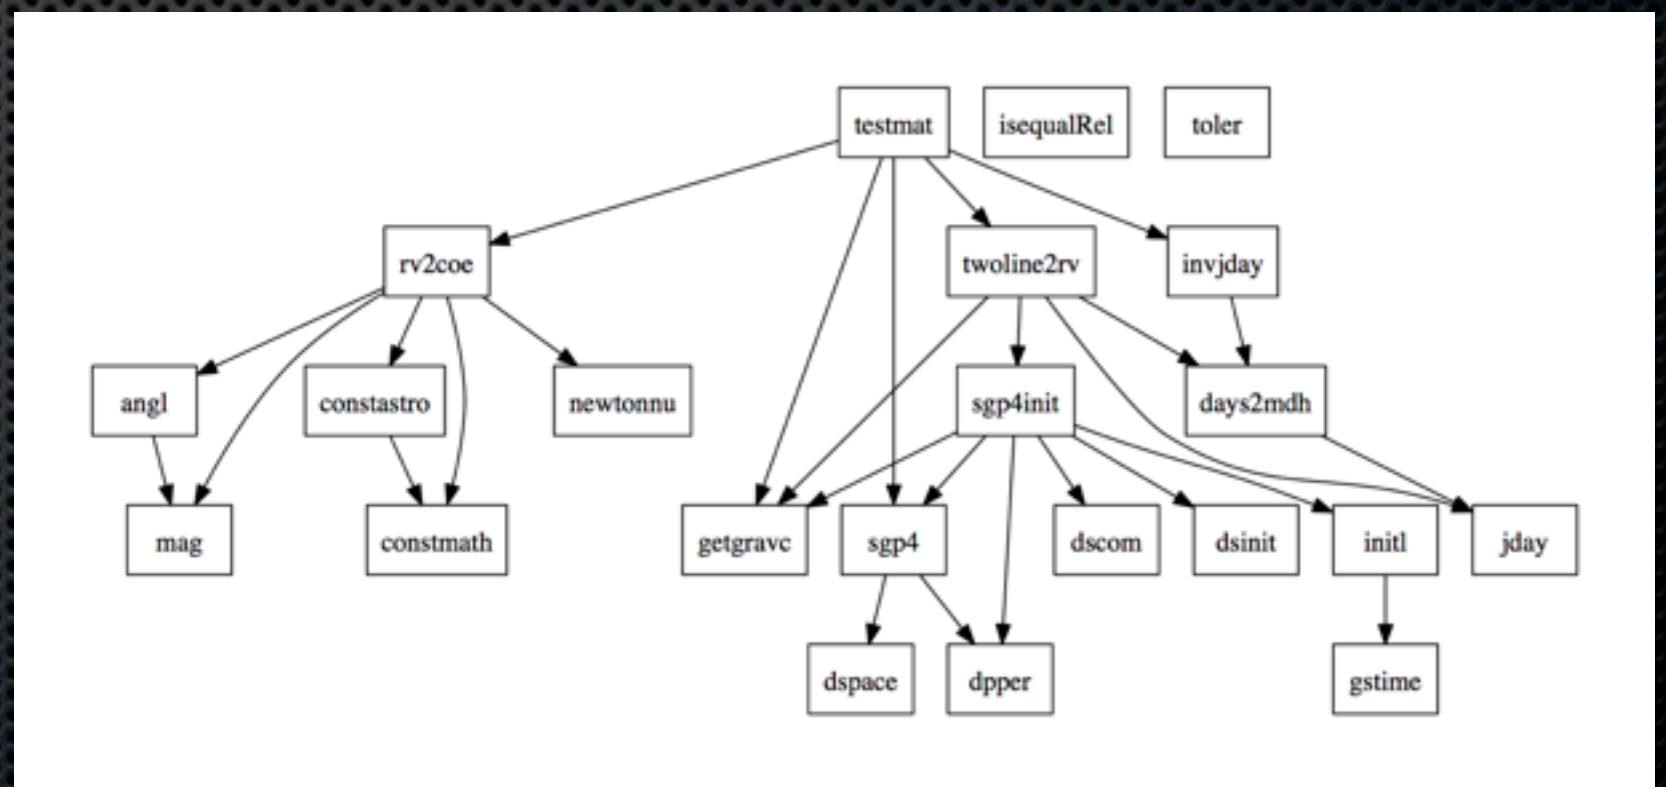 testmat
isequalRel
toler
rv2coe
twoline2rv
invjday
angl
constastro
newtonnu
sgp4init
days2mdh
mag
constmath
getgravc
sgp4
dscom
dsinit
initl
jday
dspace
dpper
gstime